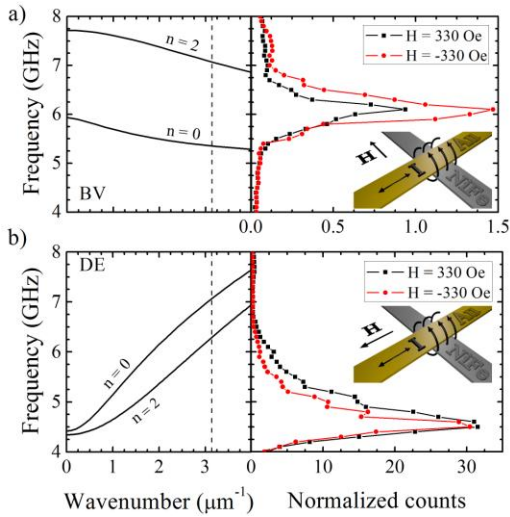 a)
8
7
6
5
4
Frequency (GHz)
n = 2
n = 0
BV
H = 330 Oe
H = -330 Oe
H
I
Au
NiFe
0.0
0.5
1.0
1.5
b)
8
7
6
5
4
Frequency (GHz)
DE
n = 0
n = 2
H = 330 Oe
H = -330 Oe
H
I
Au
NiFe
0
1
2
3
0
10
20
30
Wavenumber (μm⁻¹)
Normalized counts